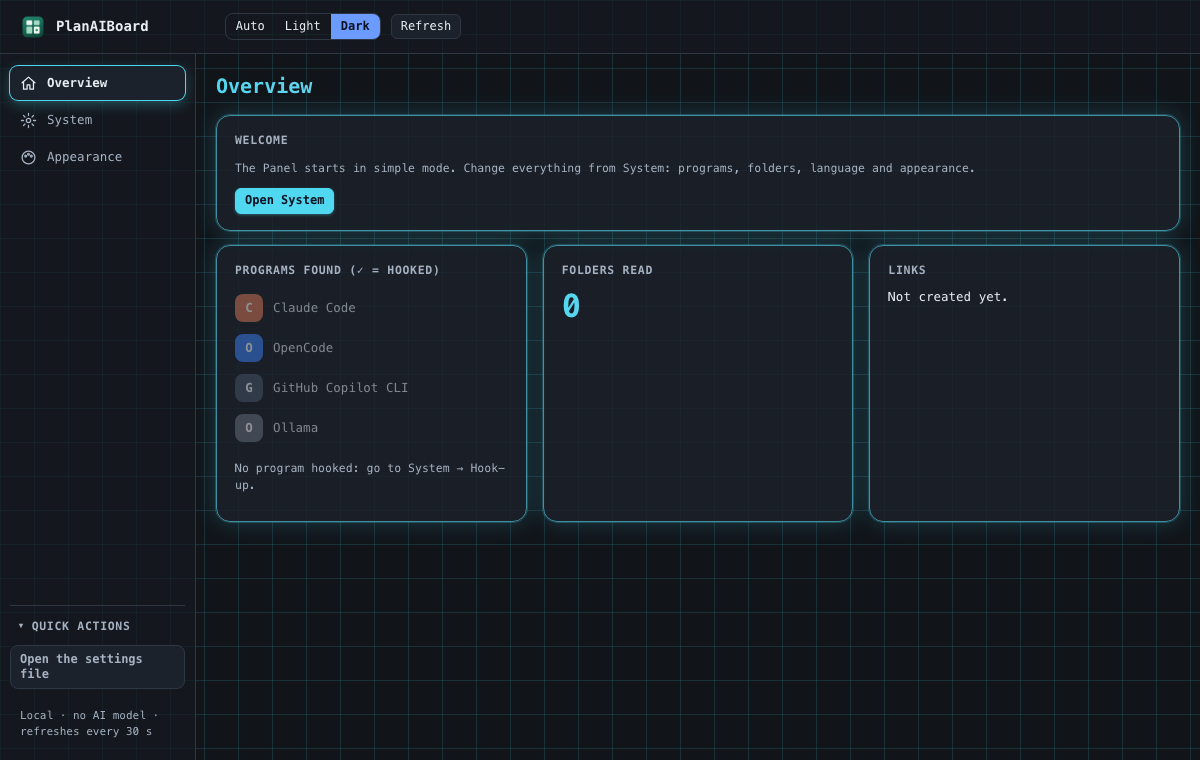 PlanAIBoard
Auto Light Dark Refresh
Overview
System
Appearance
Overview
WELCOME
The Panel starts in simple mode. Change everything from System: programs, folders, language and appearance.
Open System
PROGRAMS FOUND (✓ = HOOKED)
C Claude Code
O OpenCode
G GitHub Copilot CLI
O Ollama
No program hooked: go to System → Hook-
up.
FOLDERS READ
0
LINKS
Not created yet.
▾ QUICK ACTIONS
Open the settings
file
Local · no AI model ·
refreshes every 30 s